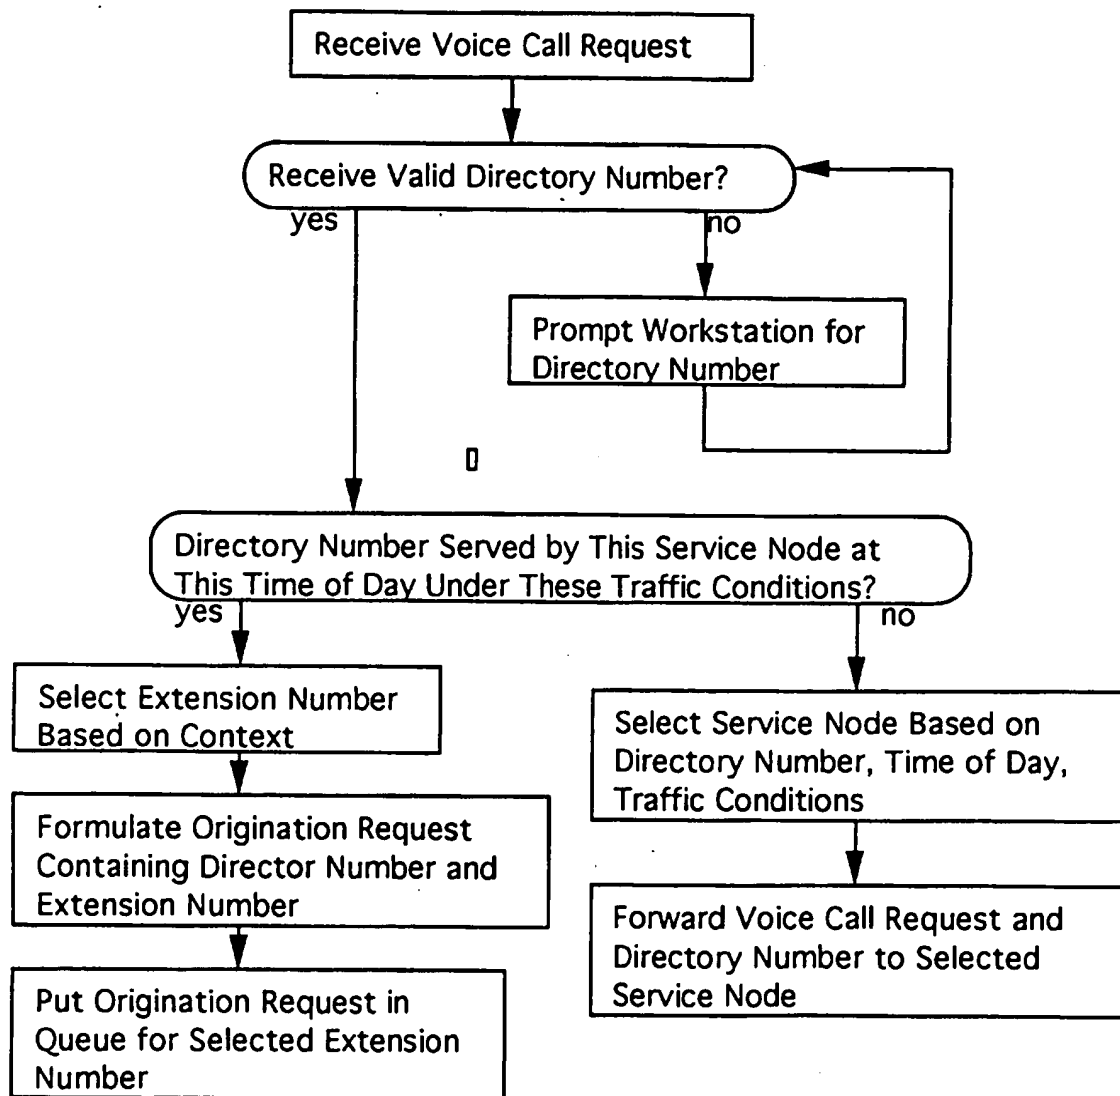 Receive Voice Call Request
Receive Valid Directory Number?
yes
no
Prompt Workstation for
Directory Number
Directory Number Served by This Service Node at
This Time of Day Under These Traffic Conditions?
yes
no
Select Extension Number
Based on Context
Formulate Origination Request
Containing Director Number and
Extension Number
Put Origination Request in
Queue for Selected Extension
Number
Select Service Node Based on
Directory Number, Time of Day,
Traffic Conditions
Forward Voice Call Request and
Directory Number to Selected
Service Node